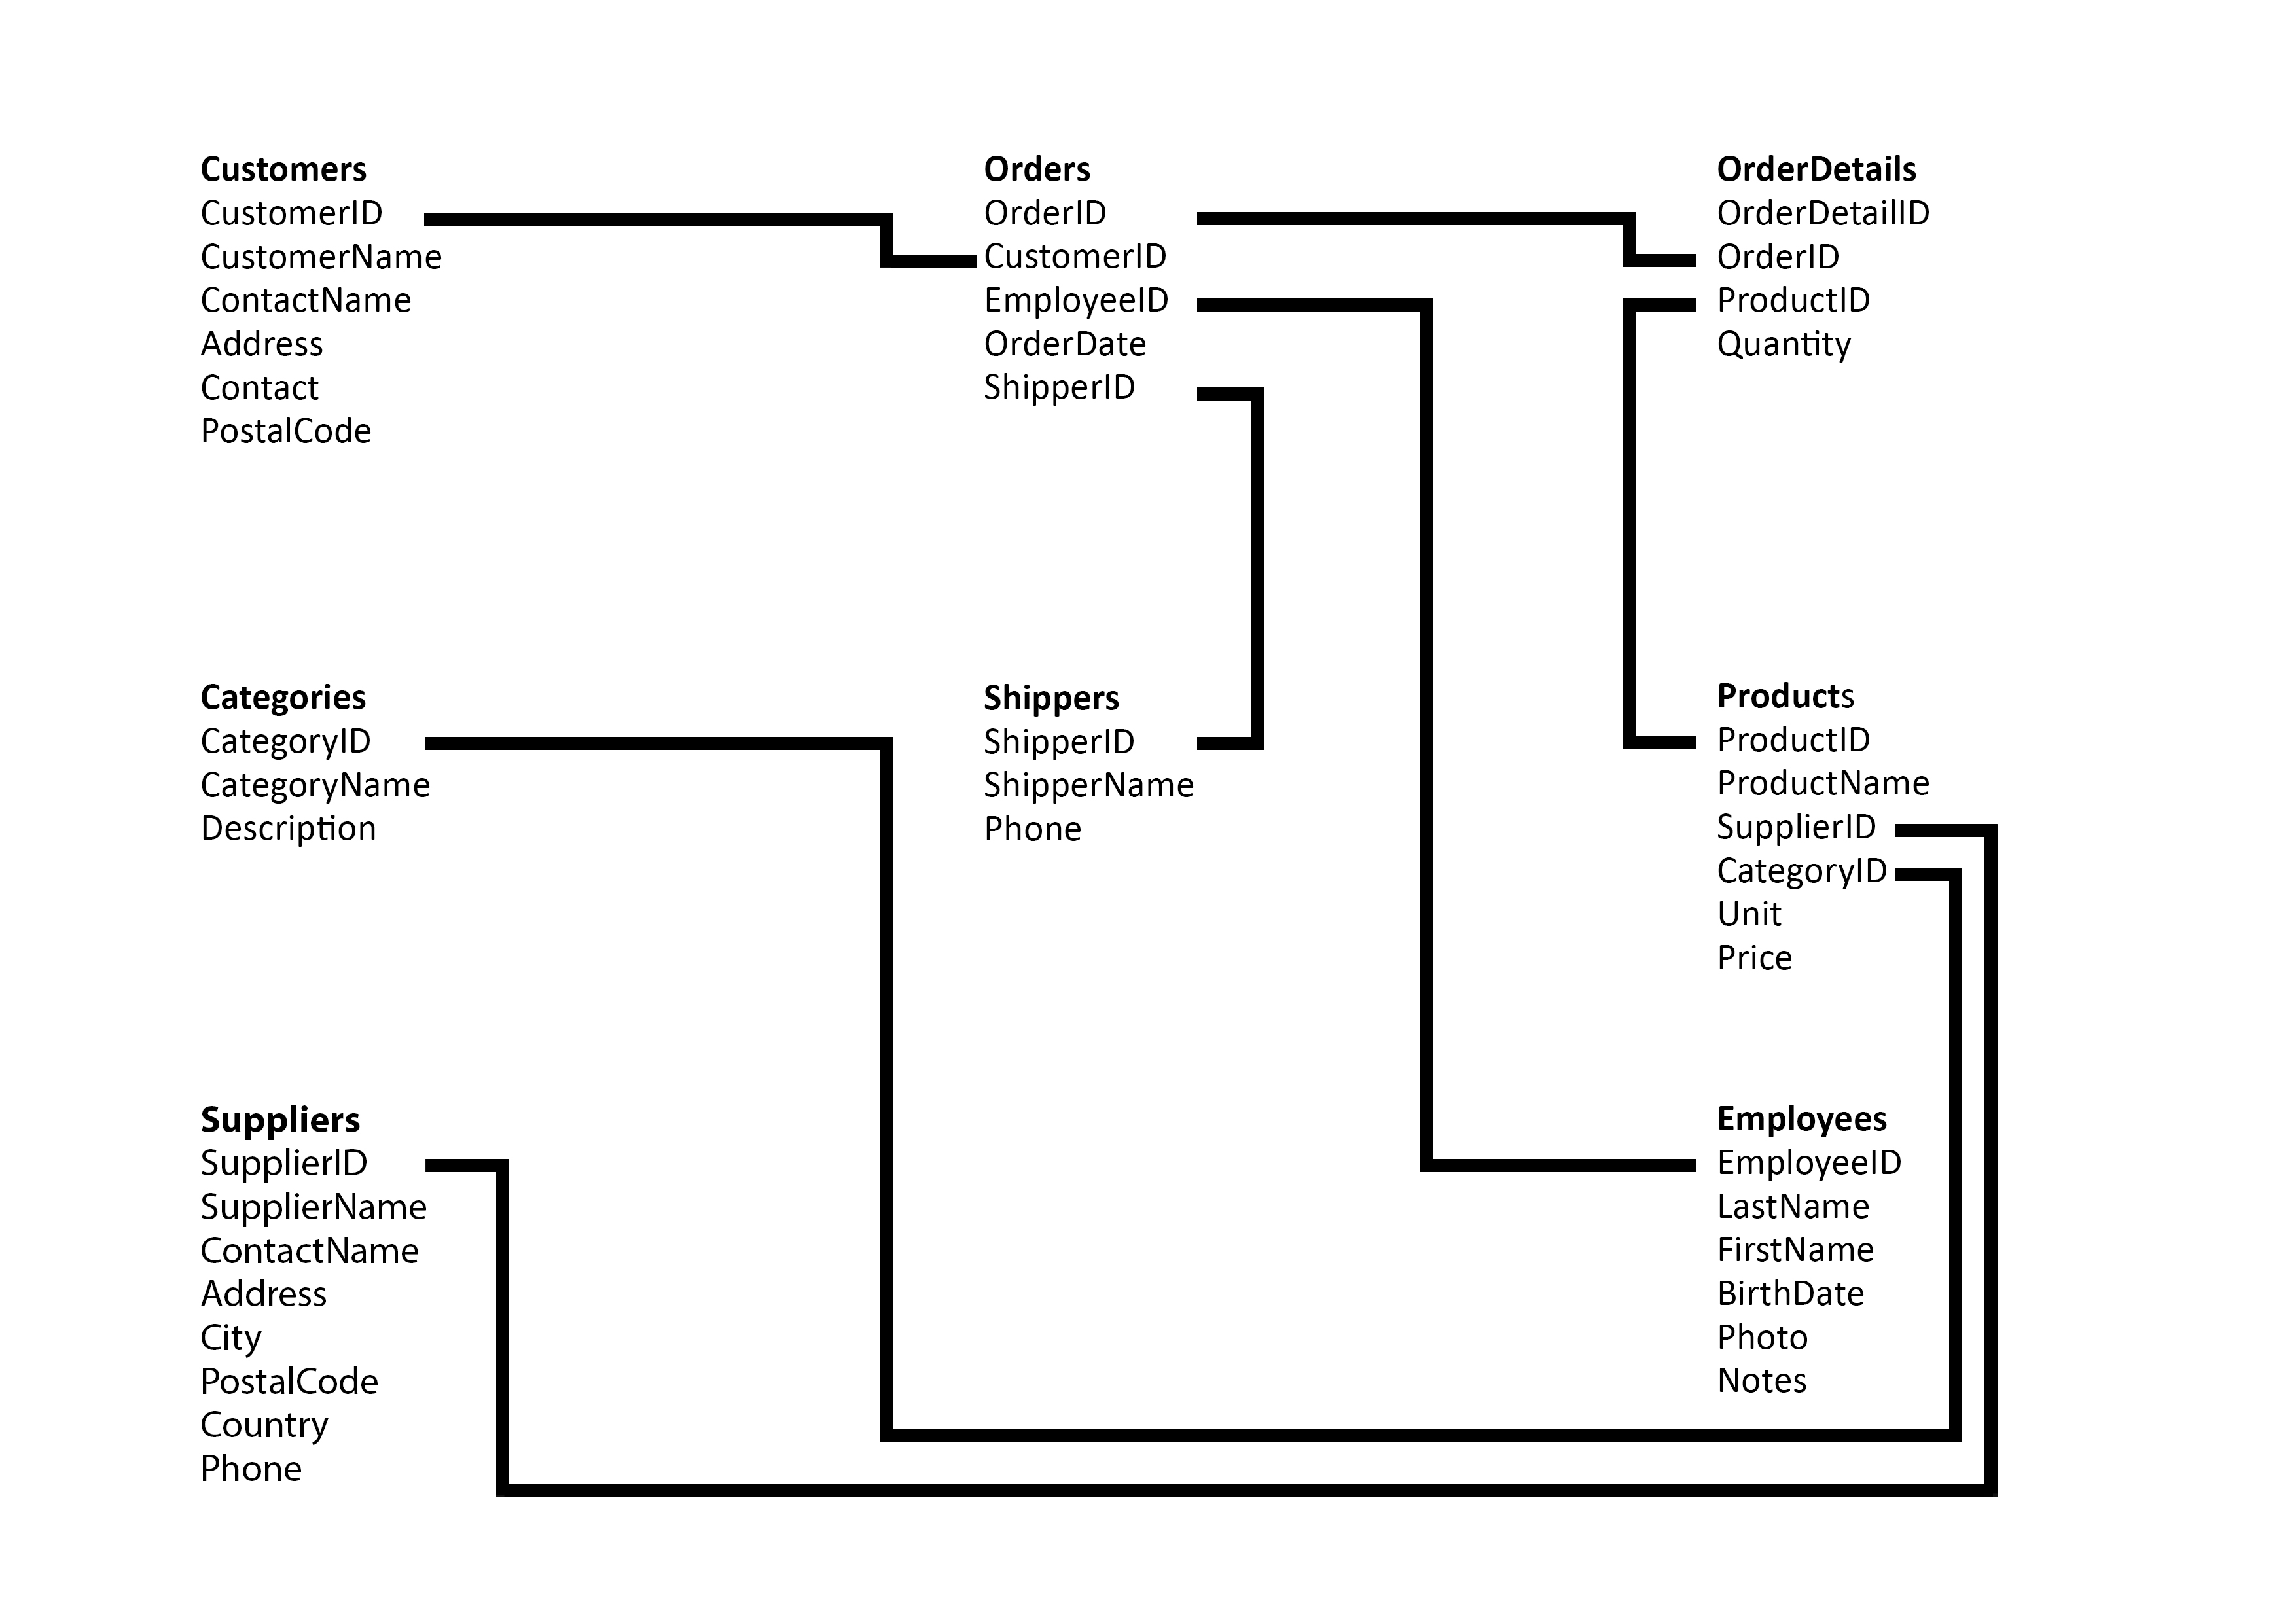 Customers
CustomerID
CustomerName
ContactName
Address
Contact
PostalCode
Orders
OrderID
CustomerID
EmployeeID
OrderDate
ShipperID
OrderDetails
OrderDetailID
OrderID
ProductID
Quantity
Categories
CategoryID
CategoryName
Description
Shippers
ShipperID
ShipperName
Phone
Products
ProductID
ProductName
SupplierID
CategoryID
Unit
Price
Suppliers
SupplierID
SupplierName
ContactName
Address
City
PostalCode
Country
Phone
Employees
EmployeeID
LastName
FirstName
BirthDate
Photo
Notes